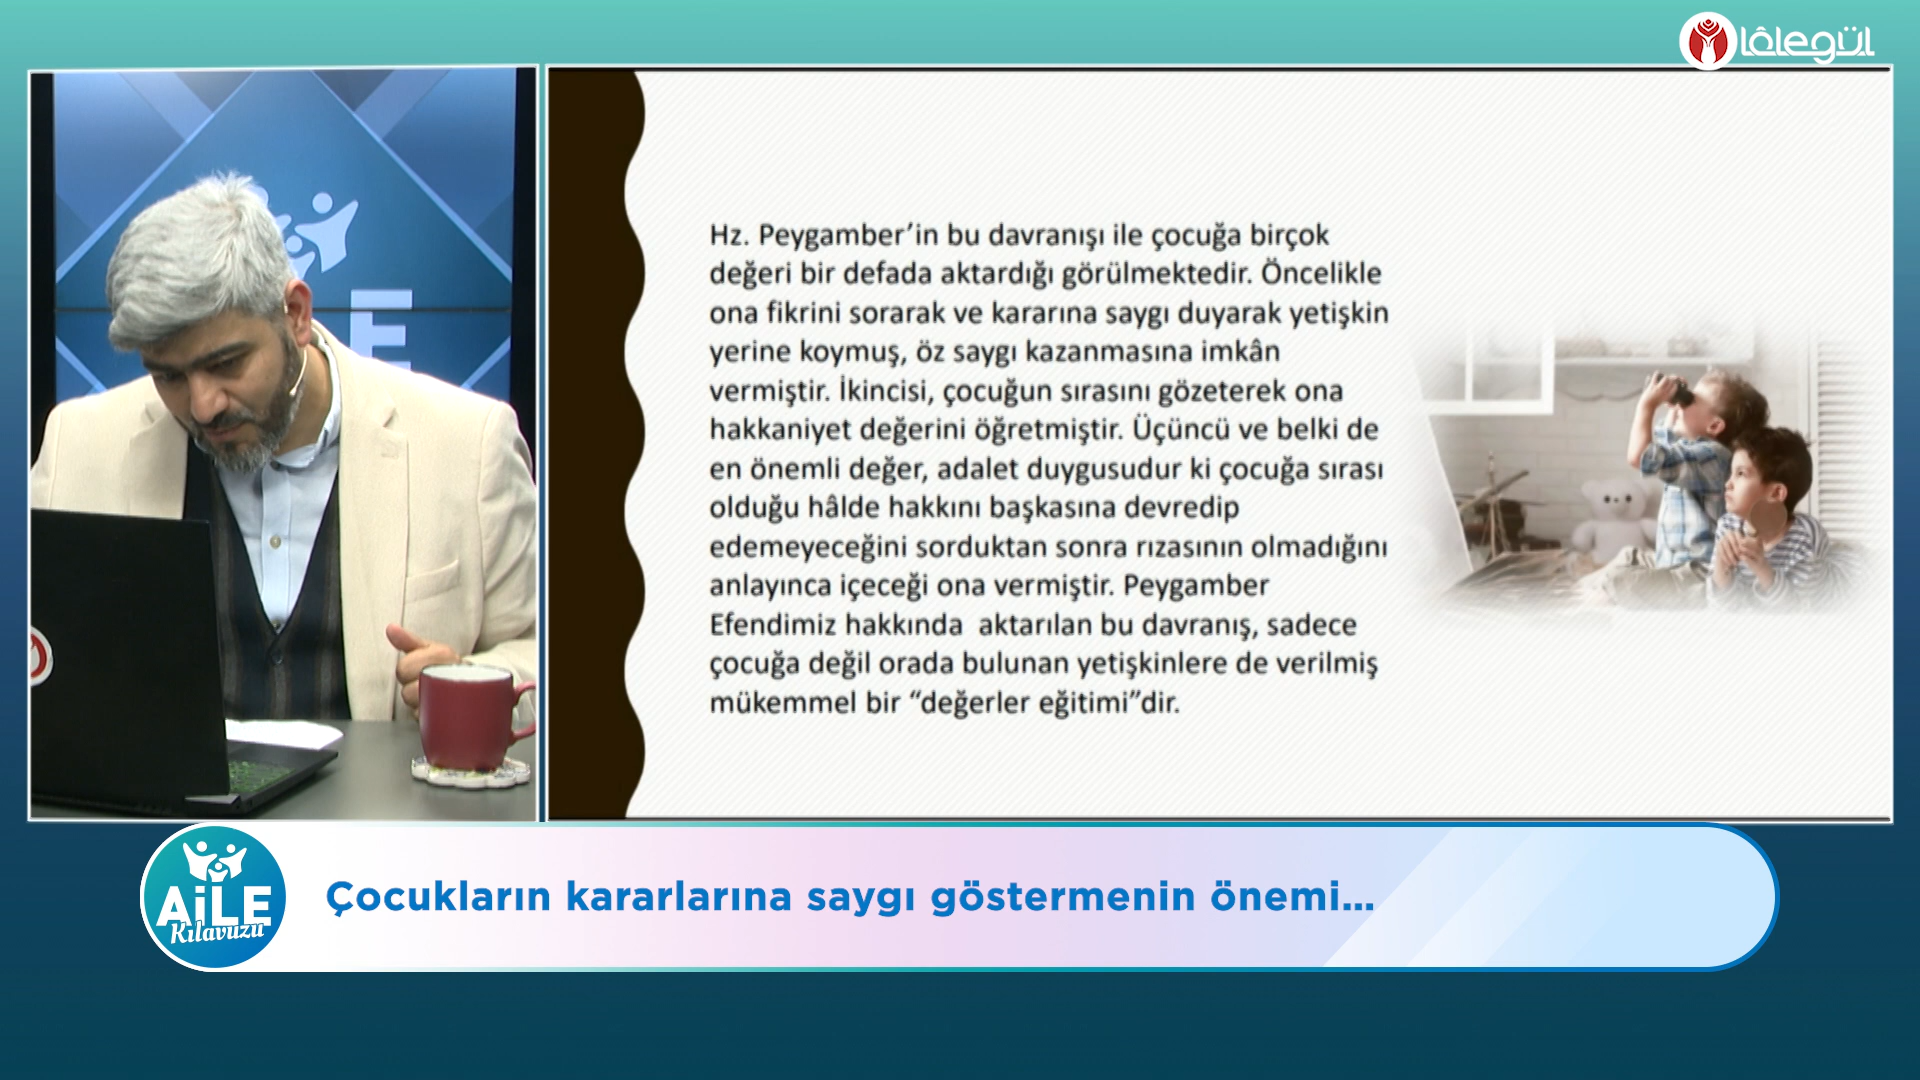 lâlegül
E
Hz. Peygamber’in bu davranışı ile çocuğa birçok
değeri bir defada aktardığı görülmektedir. Öncelikle
ona fikrini sorarak ve kararına saygı duyarak yetişkin
yerine koymuş, öz saygı kazanmasına imkân
vermiştir. İkincisi, çocuğun sırasını gözeterek ona
hakkaniyet değerini öğretmiştir. Üçüncü ve belki de
en önemli değer, adalet duygusudur ki çocuğa sırası
olduğu hâlde hakkını başkasına devredip
edemeyeceğini sorduktan sonra rızasının olmadığını
anlayınca içeceği ona vermiştir. Peygamber
Efendimiz hakkında  aktarılan bu davranış, sadece
çocuğa değil orada bulunan yetişkinlere de verilmiş
mükemmel bir “değerler eğitimi”dir.
AiLE
Kılavuzu
Çocukların kararlarına saygı göstermenin önemi...